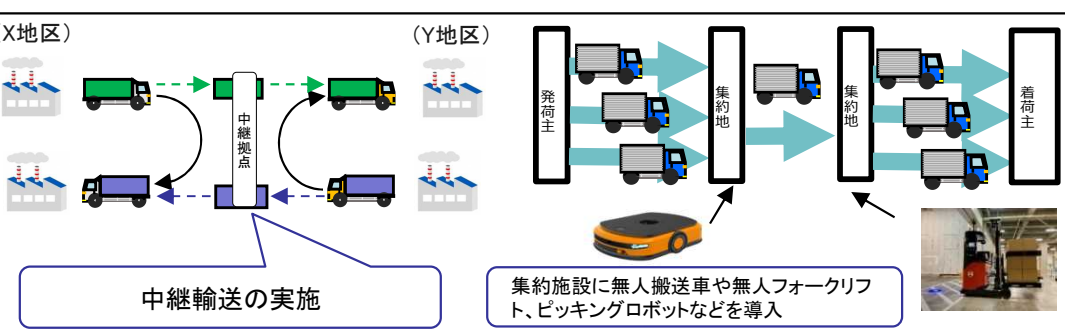 X地区）
（Y地区）
中継拠点
中継輸送の実施
発荷主
集約地
集約地
着荷主
集約施設に無人搬送車や無人フォークリフ
ト、ピッキングロボットなどを導入